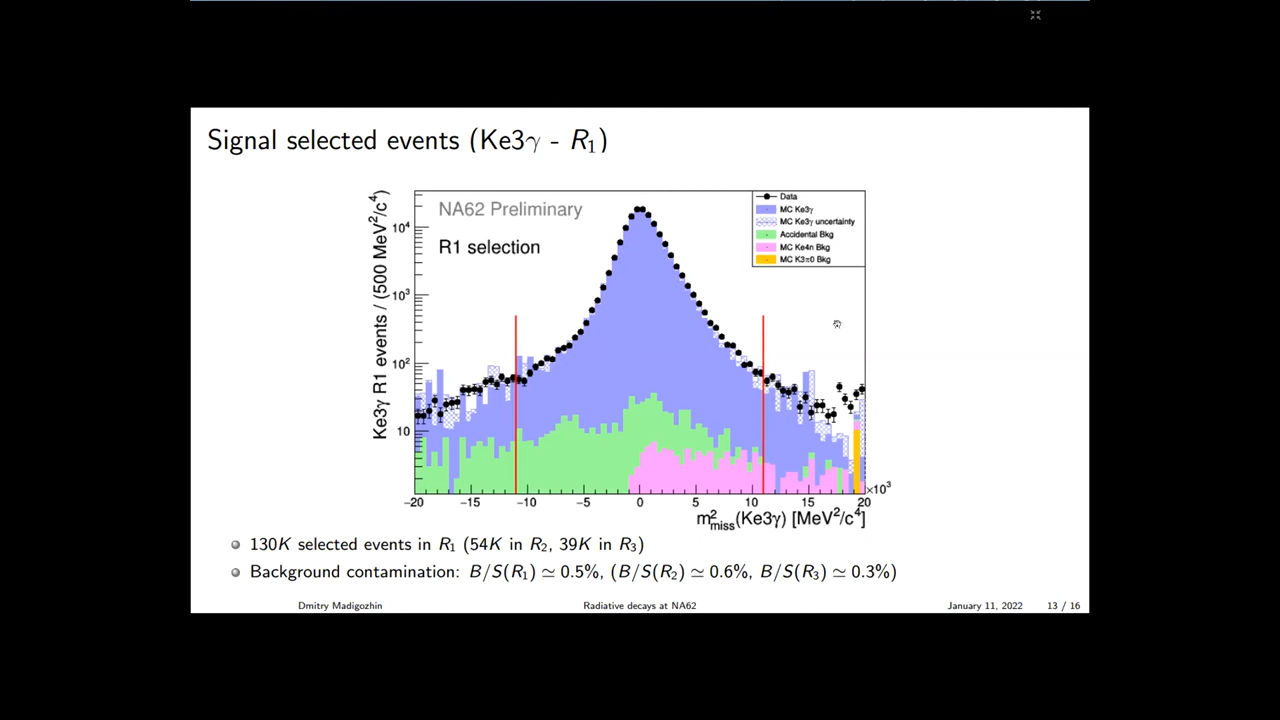 Signal selected events (Ke3γ - R₁)
NA62 Preliminary
R1 selection
Data
MC Ke3γ
MC Ke3γ uncertainty
Accidental Bkg
MC Ke4n Bkg
MC K3π0 Bkg
Ke3γ R1 events / (500 MeV²/c⁴)
10⁴
10³
10²
10
−20 −15 −10 −5 0 5 10 15 20
×10³
m²miss(Ke3γ) [MeV²/c⁴]
130K selected events in R₁ (54K in R₂, 39K in R₃)
Background contamination: B/S(R₁) ≃ 0.5%, (B/S(R₂) ≃ 0.6%, B/S(R₃) ≃ 0.3%)
Dmitry Madigozhin Radiative decays at NA62 January 11, 2022 13 / 16